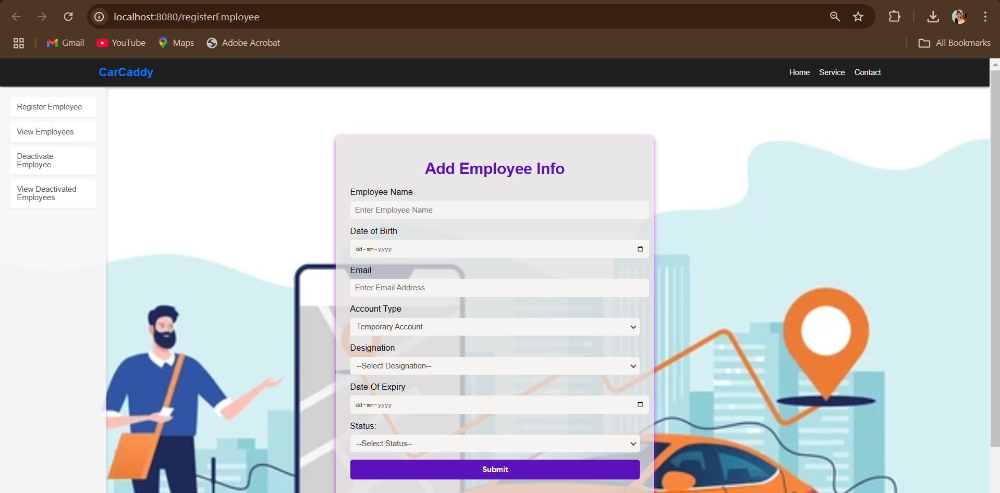 localhost:8080/registerEmployee
Gmail
YouTube
Maps
Adobe Acrobat
All Bookmarks
CarCaddy
Home
Service
Contact
Register Employee
View Employees
Deactivate
Employee
View Deactivated
Employees
Add Employee Info
Employee Name
Enter Employee Name
Date of Birth
dd-mm-yyyy
Email
Enter Email Address
Account Type
Temporary Account
Designation
--Select Designation--
Date Of Expiry
dd-mm-yyyy
Status:
--Select Status--
Submit